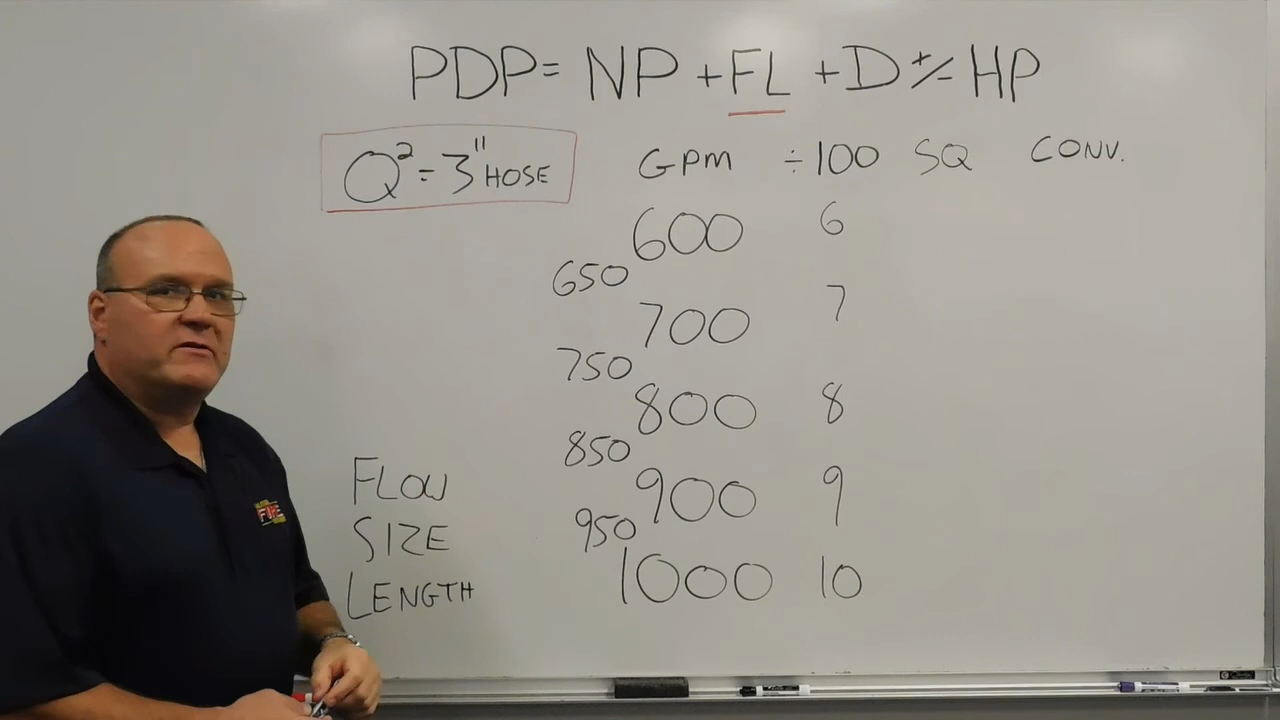 PDP = NP + FL + D +/- HP
Q² = 3" HOSE
GPM ÷100 SQ CONV.
600 6
650
700 7
750
800 8
850
900 9
950
1000 10
FLOW
SIZE
LENGTH
FIRE